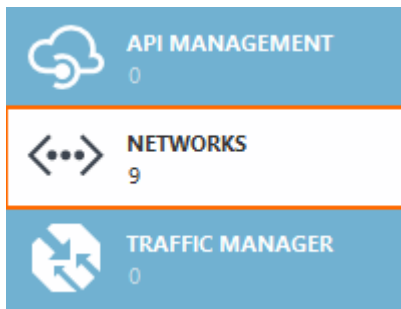 API MANAGEMENT
0
NETWORKS
9
TRAFFIC MANAGER
0